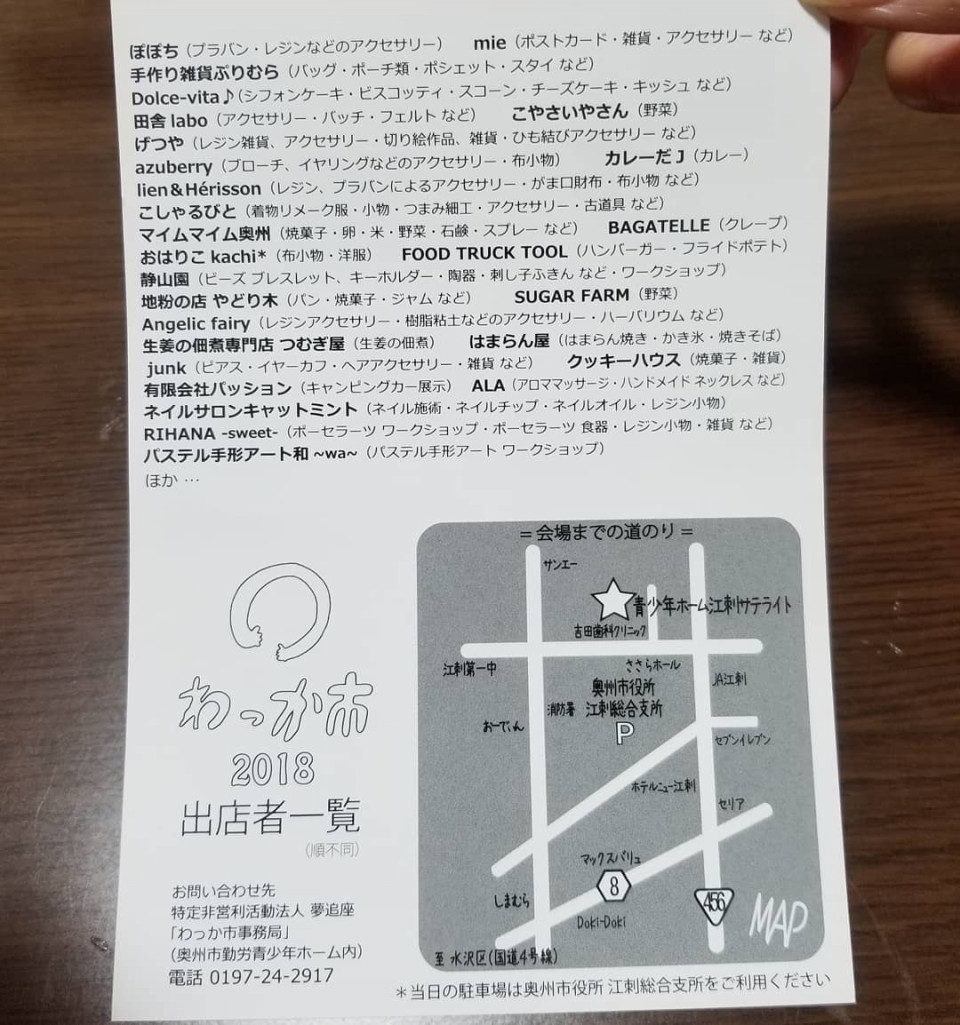 ぽぽち（プラバン・レジンなどのアクセサリー）　mie（ポストカード・雑貨・アクセサリー など）
手作り雑貨ぷりむら（バッグ・ポーチ類・ポシェット・スタイ など）
Dolce-vita♪（シフォンケーキ・ビスコッティ・スコーン・チーズケーキ・キッシュ など）
田舎 labo（アクセサリー・バッチ・フェルト など）　こやさいやさん（野菜）
げつや（レジン雑貨、アクセサリー・切り絵作品、雑貨・ひも結びアクセサリー など）
azuberry（ブローチ、イヤリングなどのアクセサリー・布小物）　カレーだ J（カレー）
lien＆Hérisson（レジン、プラバンによるアクセサリー・がま口財布・布小物 など）
こしゃるびと（着物リメーク服・小物・つまみ細工・アクセサリー・古道具 など）
マイムマイム奥州（焼菓子・卵・米・野菜・石鹸・スプレー など）　BAGATELLE（クレープ）
おはりこ kachi*（布小物・洋服）　FOOD TRUCK TOOL（ハンバーガー・フライドポテト）
静山園（ビーズ ブレスレット、キーホルダー・陶器・刺し子ふきん など・ワークショップ）
地粉の店 やどり木（パン・焼菓子・ジャム など）　SUGAR FARM（野菜）
Angelic fairy（レジンアクセサリー・樹脂粘土などのアクセサリー・ハーバリウム など）
生姜の佃煮専門店 つむぎ屋（生姜の佃煮）　はまらん屋（はまらん焼き・かき氷・焼きそば）
junk（ピアス・イヤーカフ・ヘアアクセサリー・雑貨 など）　クッキーハウス（焼菓子・雑貨）
有限会社パッション（キャンピングカー展示）　ALA（アロママッサージ・ハンドメイド ネックレス など）
ネイルサロンキャットミント（ネイル施術・ネイルチップ・ネイルオイル・レジン小物）
RIHANA -sweet-（ポーセラーツ ワークショップ・ポーセラーツ 食器・レジン小物・雑貨 など）
パステル手形アート和 ~wa~（パステル手形アート ワークショップ）
ほか …
わっか市
2018
出店者一覧
（順不同）
お問い合わせ先
特定非営利活動法人 夢追座
「わっか市事務局」
（奥州市勤労青少年ホーム内）
電話 0197-24-2917
＝会場までの道のり＝
サンエー
青少年ホーム江刺サテライト
吉田歯科クリニック
江刺第一中
ささらホール
奥州市役所
江刺総合支所
JA江刺
消防署
おーでぃん
P
セブンイレブン
ホテルニュー江刺
セリア
マックスバリュ
8
しまむら
456
Doki-Doki
MAP
至 水沢区(国道4号線)
＊当日の駐車場は奥州市役所 江刺総合支所をご利用ください